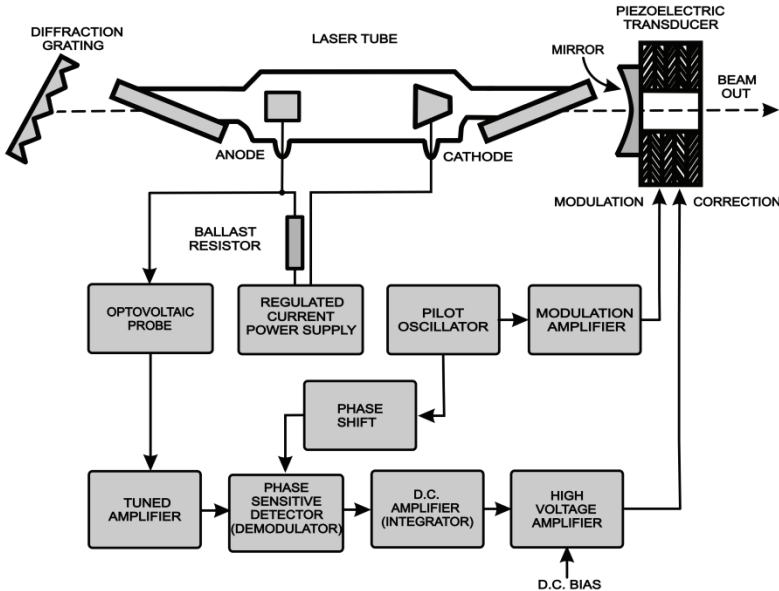 DIFFRACTION
GRATING
LASER TUBE
PIEZOELECTRIC
TRANSDUCER
MIRROR
BEAM
OUT
ANODE
CATHODE
MODULATION
CORRECTION
BALLAST
RESISTOR
OPTOVOLTAIC
PROBE
REGULATED
CURRENT
POWER SUPPLY
PILOT
OSCILLATOR
MODULATION
AMPLIFIER
PHASE
SHIFT
TUNED
AMPLIFIER
PHASE
SENSITIVE
DETECTOR
(DEMODULATOR)
D.C.
AMPLIFIER
(INTEGRATOR)
HIGH
VOLTAGE
AMPLIFIER
D.C. BIAS